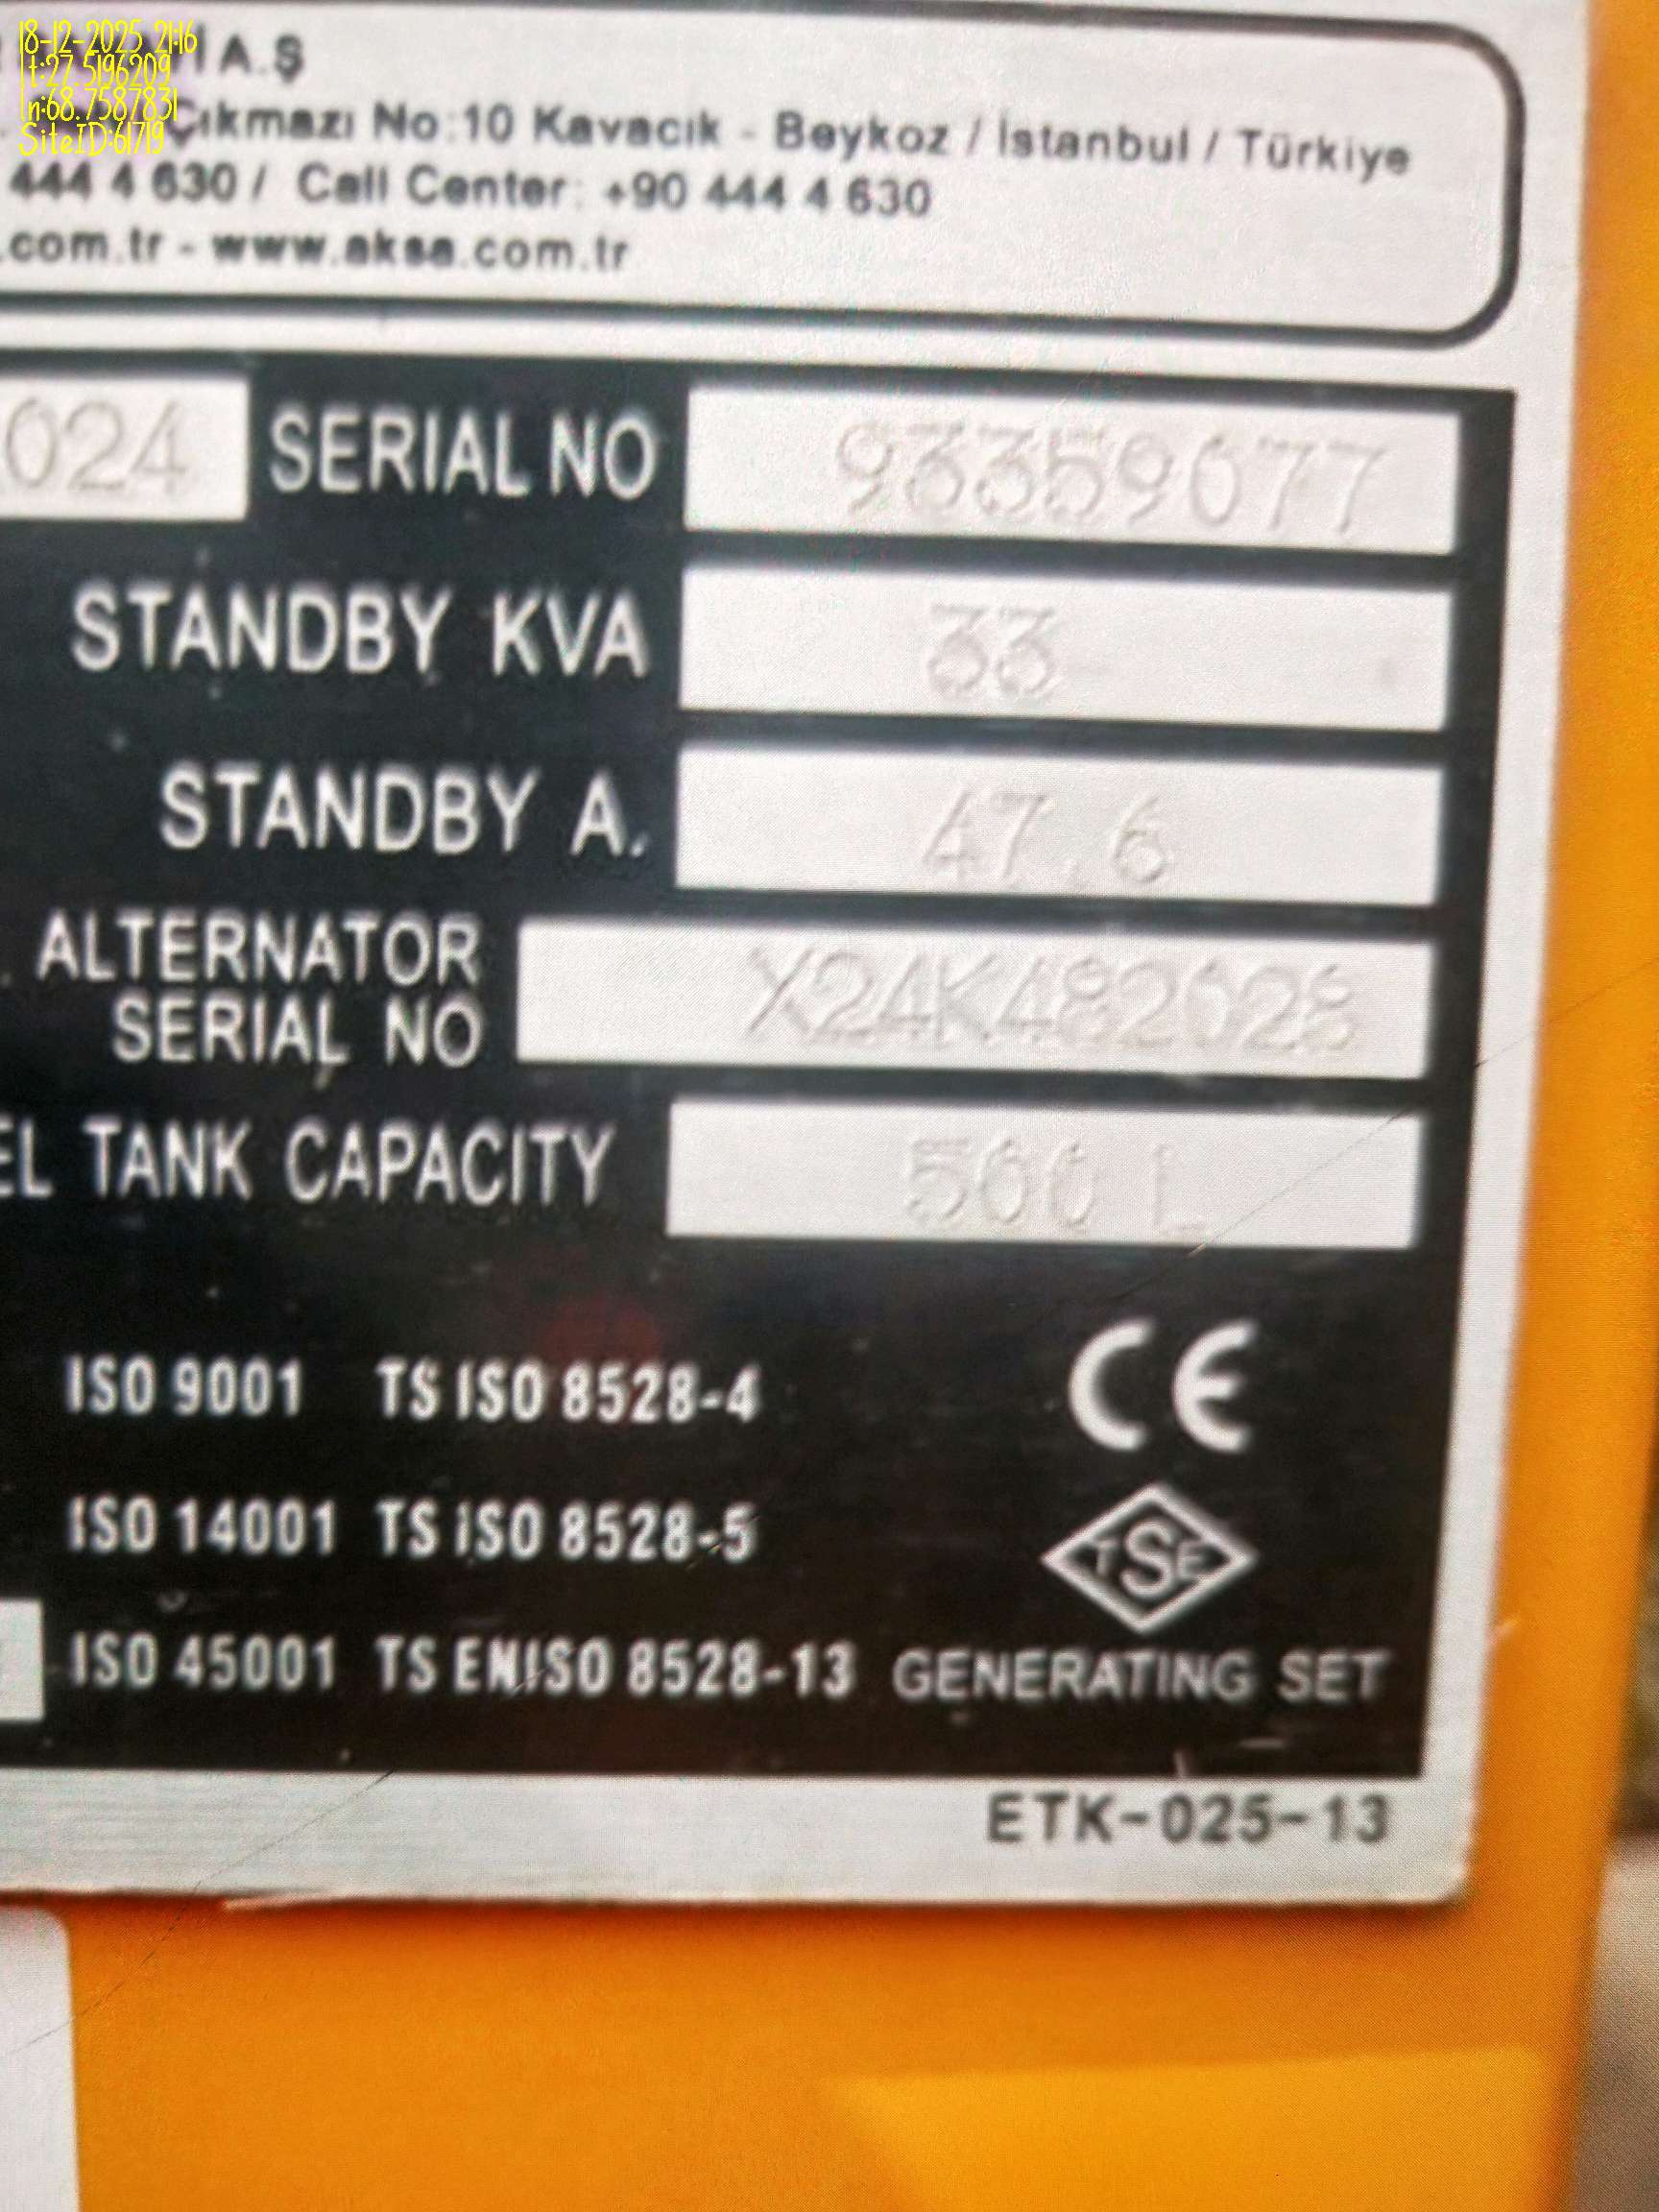 18-12-2025 21:16
lt:27.5196209
ln:68.7587831
SiteID:61719
A.Ş
Çıkmazı No:10 Kavacık - Beykoz / İstanbul / Türkiye
444 4 630 / Call Center: +90 444 4 630
.com.tr - www.aksa.com.tr
024 SERIAL NO 93359077
STANDBY KVA 33
STANDBY A. 47.6
ALTERNATOR SERIAL NO X24K482028
EL TANK CAPACITY 500 L
ISO 9001 TS ISO 8528-4 CE
ISO 14001 TS ISO 8528-5 TSE
ISO 45001 TS EN ISO 8528-13 GENERATING SET
ETK-025-13